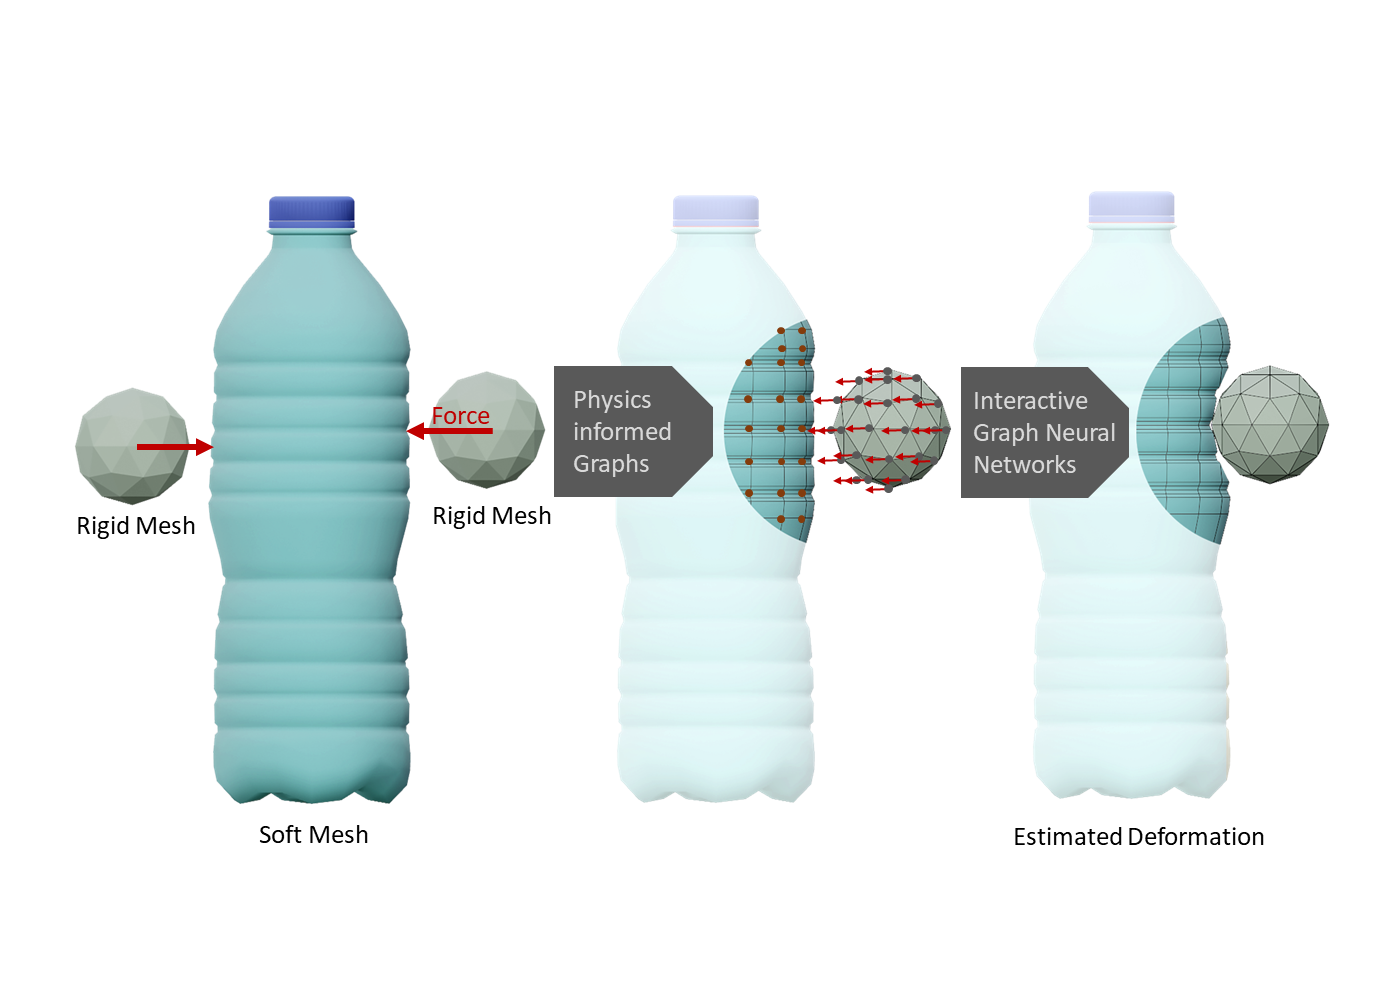 Force
Rigid Mesh
Rigid Mesh
Soft Mesh
Physics
informed
Graphs
Interactive
Graph Neural
Networks
Estimated Deformation